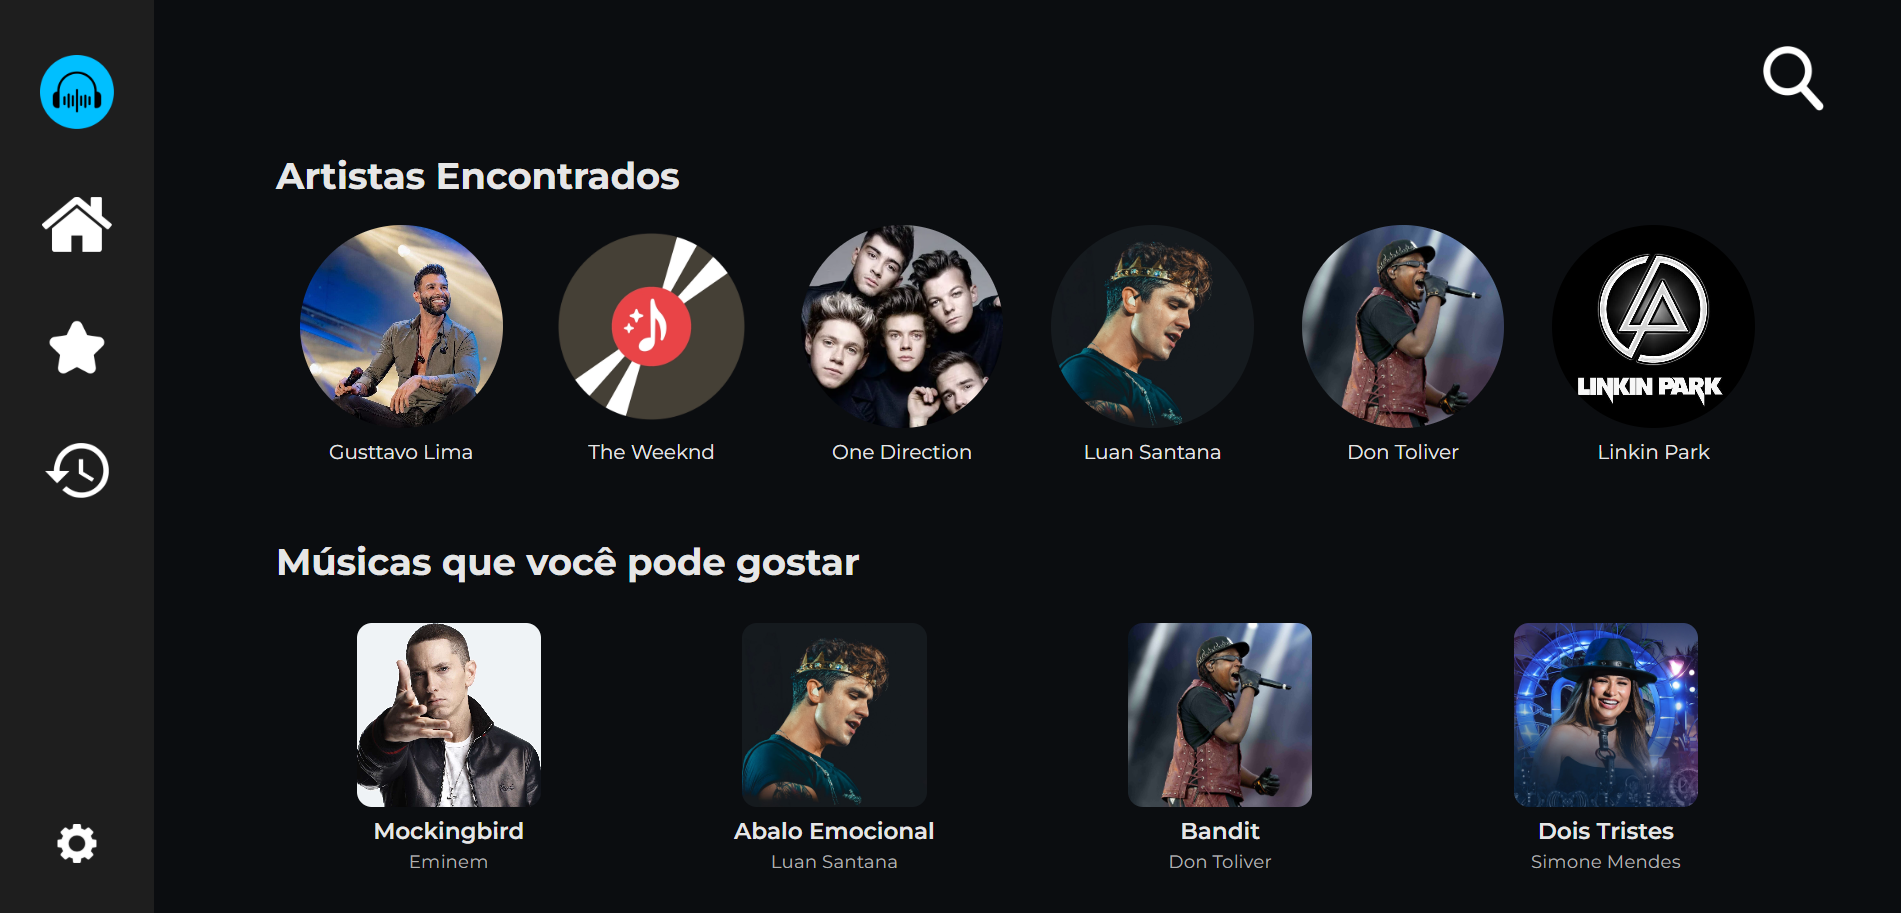 Artistas Encontrados
LINKIN PARK
Gusttavo Lima
The Weeknd
One Direction
Luan Santana
Don Toliver
Linkin Park
Músicas que você pode gostar
Mockingbird
Eminem
Abalo Emocional
Luan Santana
Bandit
Don Toliver
Dois Tristes
Simone Mendes